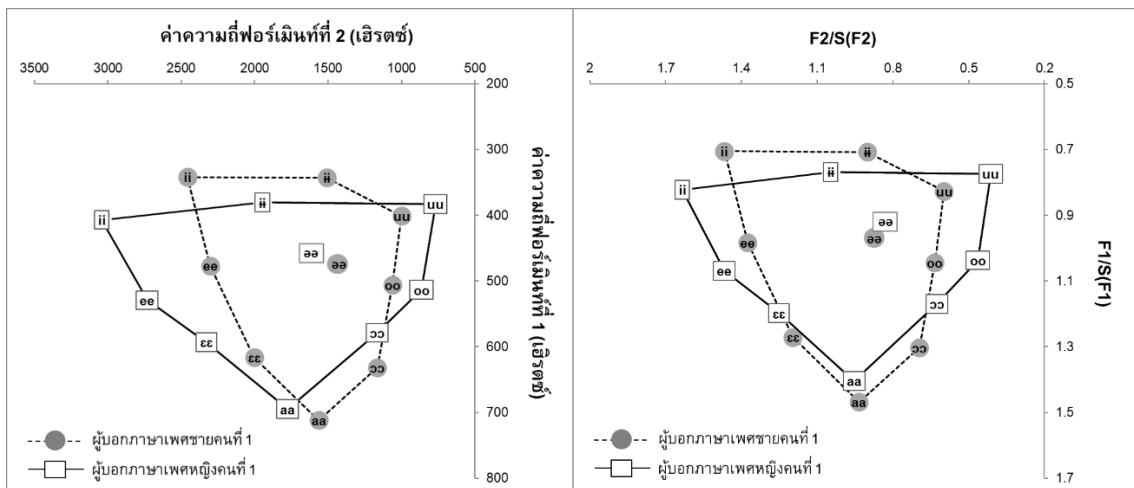 ค่าความถี่ฟอร์เมินท์ที่ 2 (เฮิรตซ์)
3500 3000 2500 2000 1500 1000 500
200
300
400
500
600
700
800
ค่าความถี่ฟอร์เมินท์ที่ 1 (เฮิรตซ์)
ii ɨɨ uu
ii ɨɨ uu
ee əə əə oo
ee oo
ɛɛ ɛɛ ɔɔ ɔɔ
aa aa
ผู้บอกภาษาเพศชายคนที่ 1
ผู้บอกภาษาเพศหญิงคนที่ 1
F2/S(F2)
2 1.7 1.4 1.1 0.8 0.5 0.2
0.5
0.7
0.9
1.1
1.3
1.5
1.7
F1/S(F1)
ii ɨɨ uu
ii ɨɨ uu
ee əə əə oo
ee oo
ɛɛ ɛɛ ɔɔ ɔɔ
aa aa
ผู้บอกภาษาเพศชายคนที่ 1
ผู้บอกภาษาเพศหญิงคนที่ 1